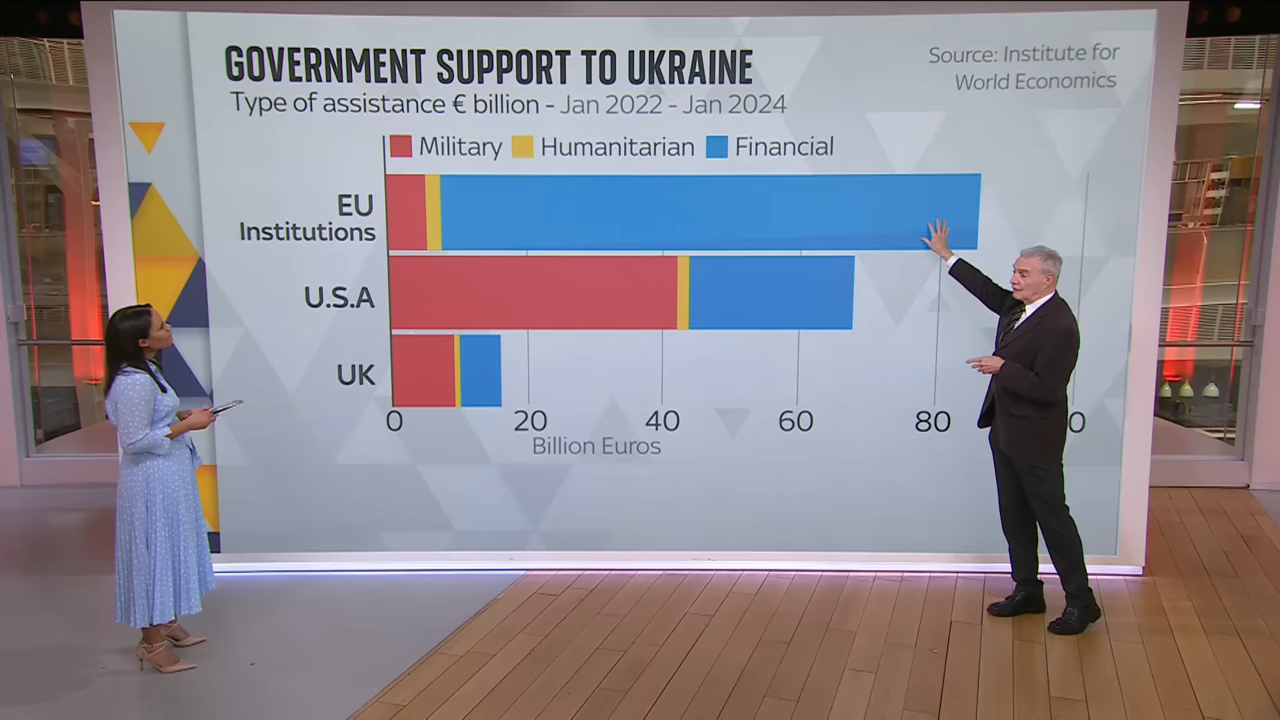 GOVERNMENT SUPPORT TO UKRAINE
Type of assistance € billion - Jan 2022 - Jan 2024
Source: Institute for
World Economics
Military Humanitarian Financial
EU
Institutions
U.S.A
UK
0 20 40 60 80 0
Billion Euros